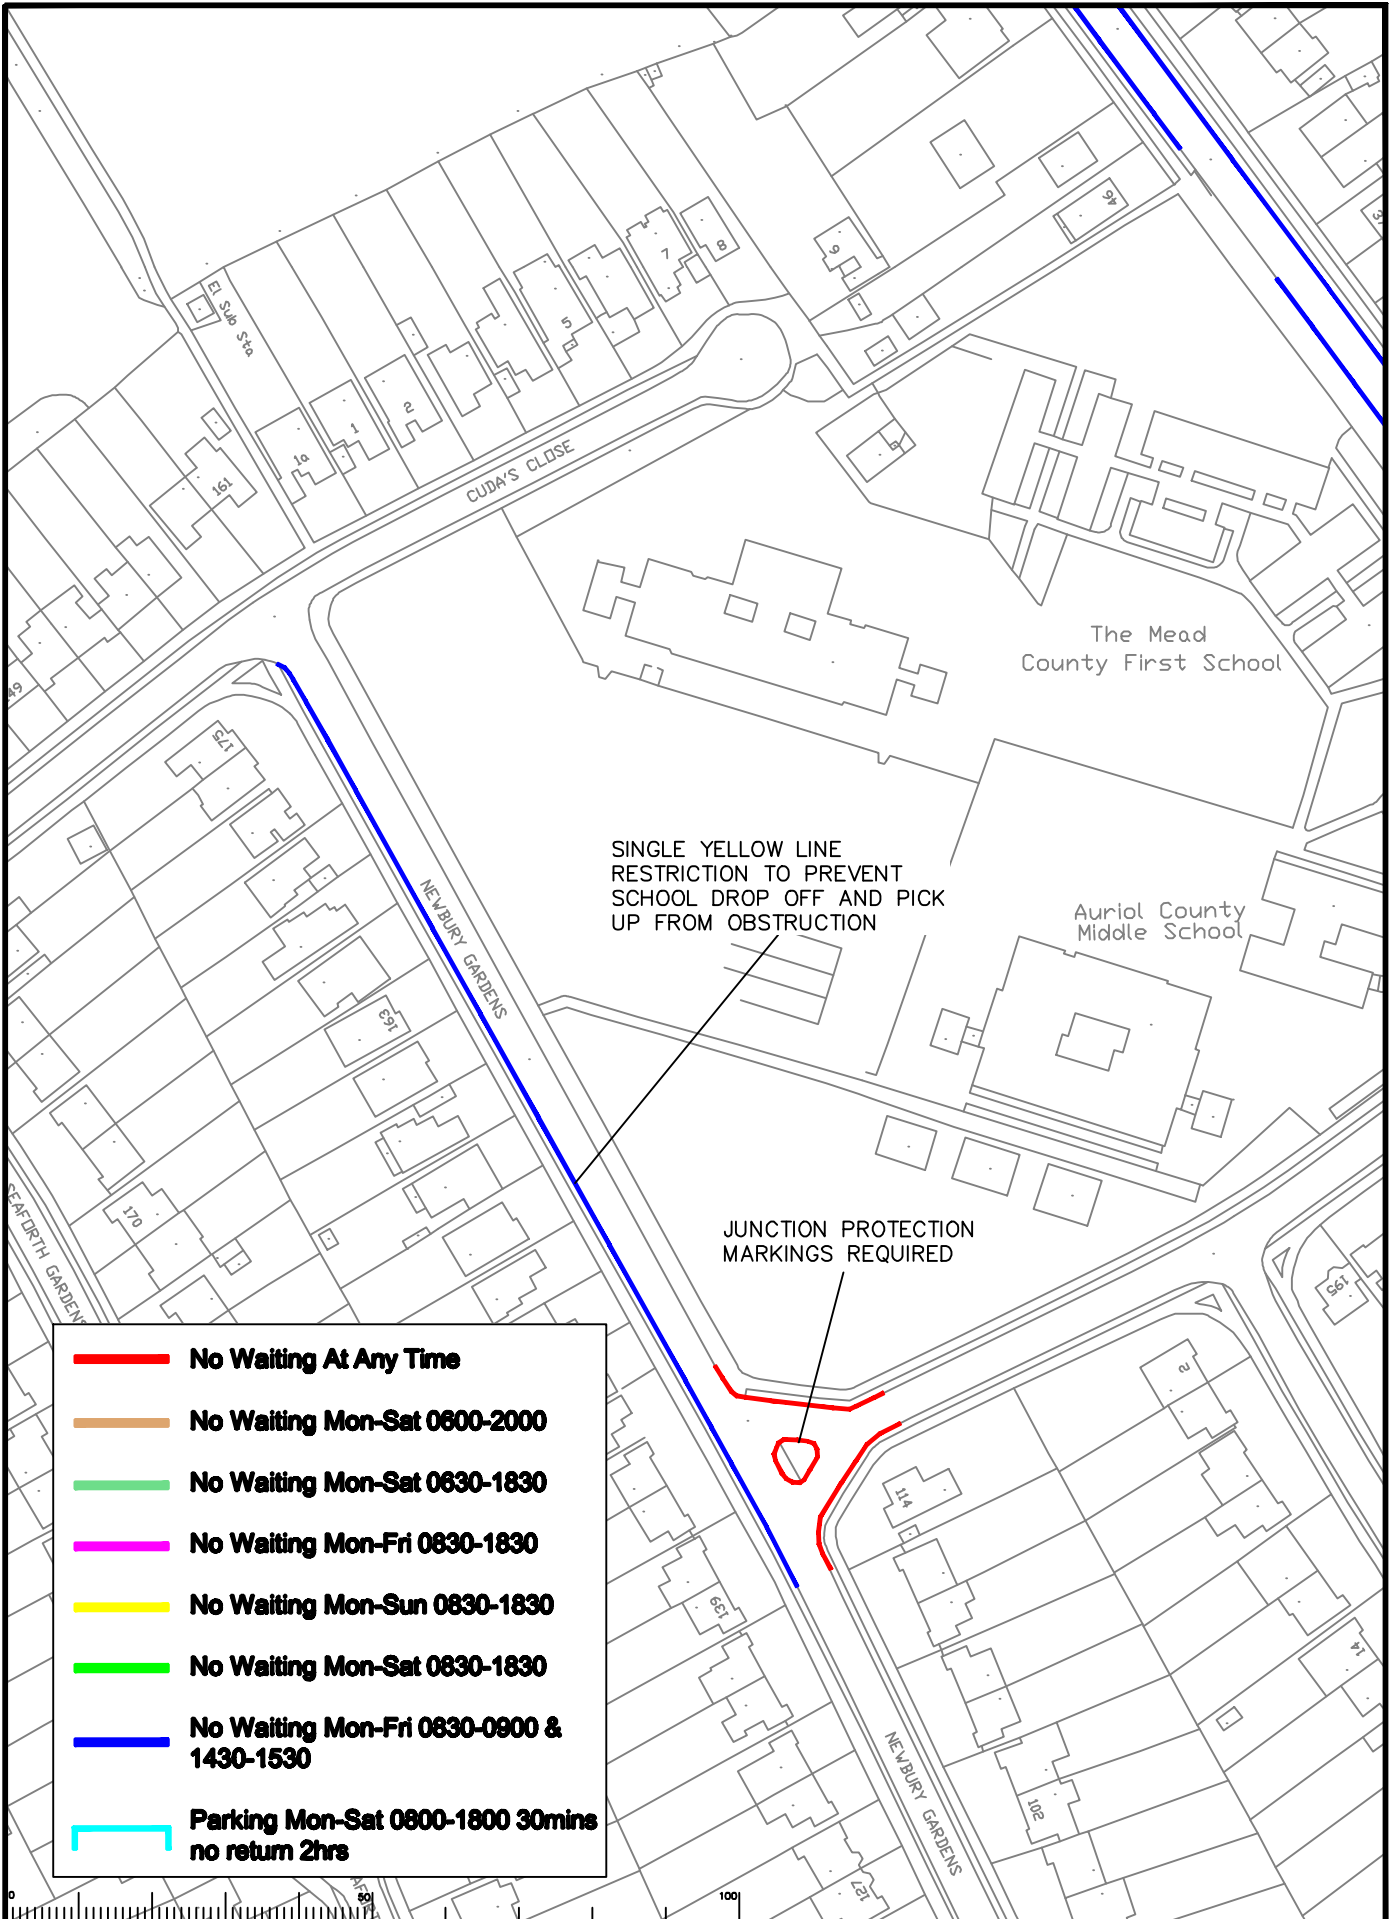 46
37
El Sub Sta
7
8
9
5
2
1
1a
161
CUDA'S CLOSE
The Mead
County First School
49
175
SINGLE YELLOW LINE
RESTRICTION TO PREVENT
SCHOOL DROP OFF AND PICK
UP FROM OBSTRUCTION
NEWBURY GARDENS
Auriol County
Middle School
163
170
SEAFORTH GARDENS
JUNCTION PROTECTION
MARKINGS REQUIRED
195
2
114
139
14
NEWBURY GARDENS
102
127
No Waiting At Any Time
No Waiting Mon-Sat 0600-2000
No Waiting Mon-Sat 0630-1830
No Waiting Mon-Fri 0830-1830
No Waiting Mon-Sun 0830-1830
No Waiting Mon-Sat 0830-1830
No Waiting Mon-Fri 0830-0900 &
1430-1530
Parking Mon-Sat 0800-1800 30mins
no return 2hrs
0
50
100